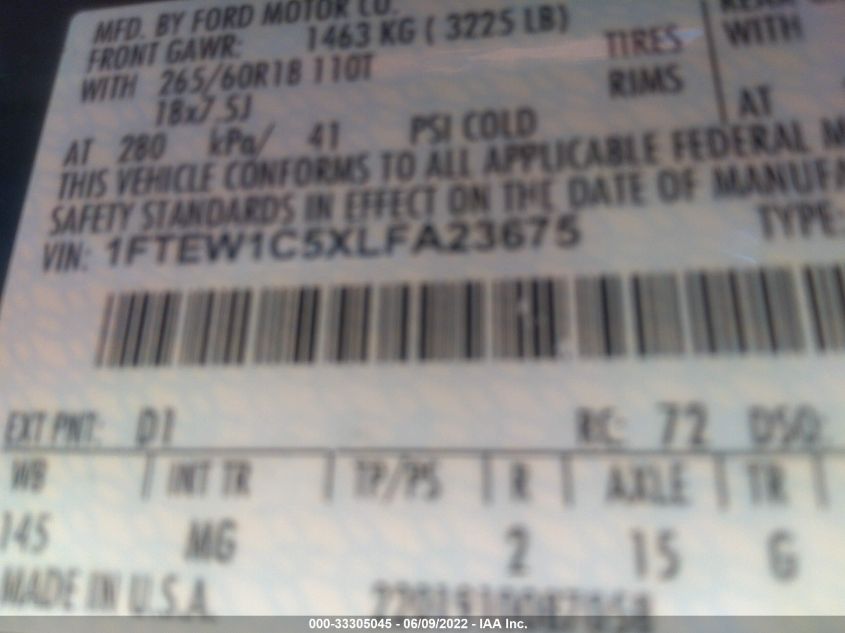 MFD. BY FORD MOTOR CO.
FRONT GAWR: 1463 KG ( 3225 LB)
WITH 265/60R18 110T TIRES WITH
18x7.5J RIMS
AT 280 kPa/ 41 PSI COLD AT
THIS VEHICLE CONFORMS TO ALL APPLICABLE FEDERAL M
SAFETY STANDARDS IN EFFECT ON THE DATE OF MANUFA
VIN: 1FTEW1C5XLFA23675 TYPE:
EXT PNT: D1 RC: 72 DSO:
WB INT TR TP/PS R AXLE TR
145 MG 2 15 G
MADE IN U.S.A.
000-33305045 - 06/09/2022 - IAA Inc.